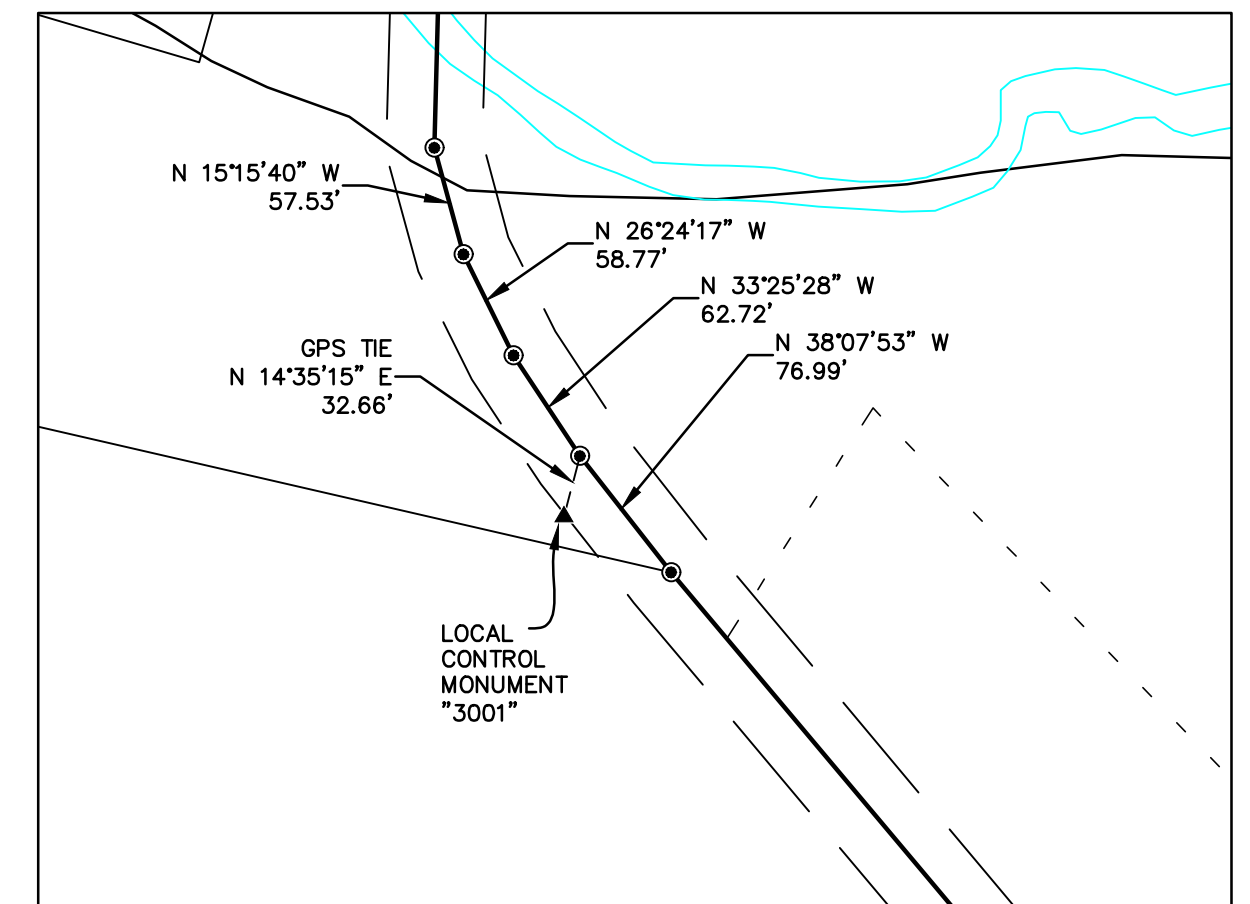 N 15°15'40" W
57.53'
N 26°24'17" W
58.77'
N 33°25'28" W
62.72'
N 38°07'53" W
76.99'
GPS TIE
N 14°35'15" E
32.66'
LOCAL
CONTROL
MONUMENT
"3001"